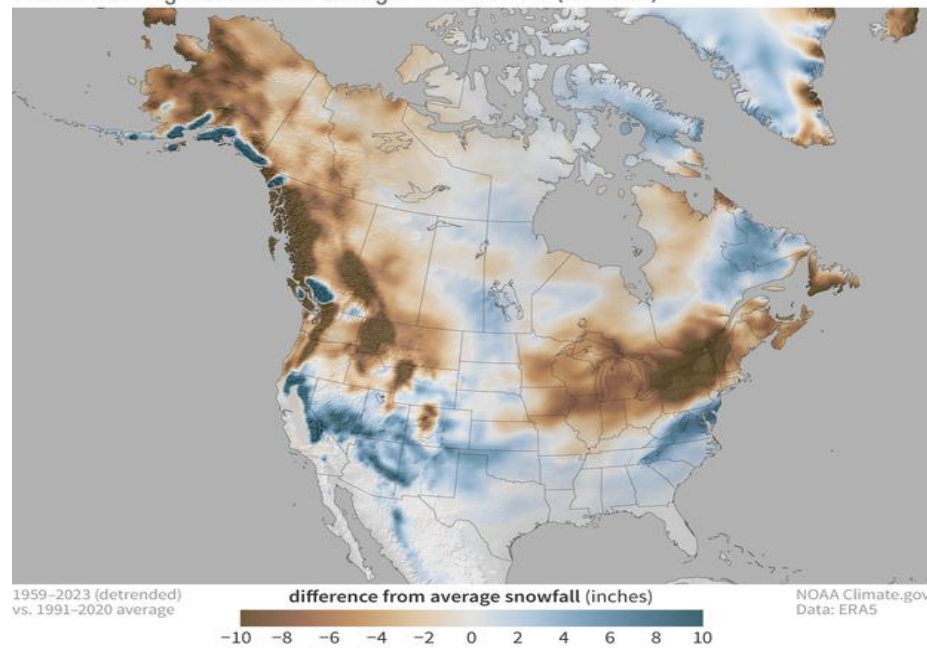 1959–2023 (detrended)
vs. 1991–2020 average
difference from average snowfall (inches)
−10 −8 −6 −4 −2 0 2 4 6 8 10
NOAA Climate.gov
Data: ERA5